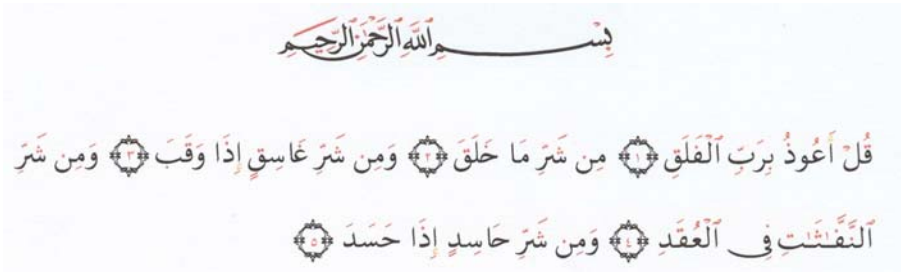 بِسْمِ ٱللَّهِ ٱلرَّحْمَٰنِ ٱلرَّحِيمِ
قُلْ أَعُوذُ بِرَبِّ ٱلْفَلَقِ ﴿١﴾ مِن شَرِّ مَا خَلَقَ ﴿٢﴾ وَمِن شَرِّ غَاسِقٍ إِذَا وَقَبَ ﴿٣﴾ وَمِن شَرِّ
ٱلنَّفَّٰثَٰتِ فِى ٱلْعُقَدِ ﴿٤﴾ وَمِن شَرِّ حَاسِدٍ إِذَا حَسَدَ ﴿٥﴾